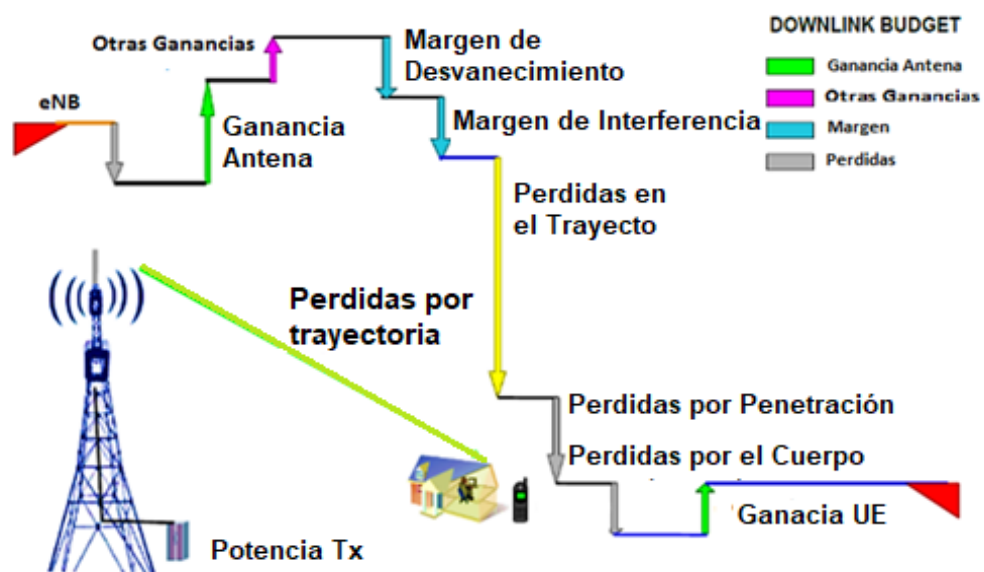 DOWNLINK BUDGET
Ganancia Antena
Otras Ganancias
Margen
Perdidas
Otras Ganancias
Margen de
Desvanecimiento
eNB
Ganancia
Antena
Margen de Interferencia
Perdidas en
el Trayecto
Perdidas por
trayectoria
Perdidas por Penetración
Perdidas por el Cuerpo
Ganacia UE
Potencia Tx